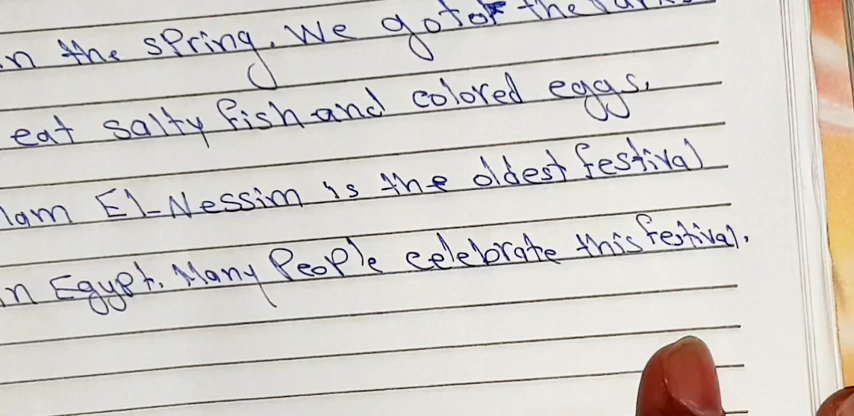 n the spring. We go to the
eat salty fish and colored eggs.
lam El-Nessim is the oldest festival
n Egypt. Many People celebrate this festival.